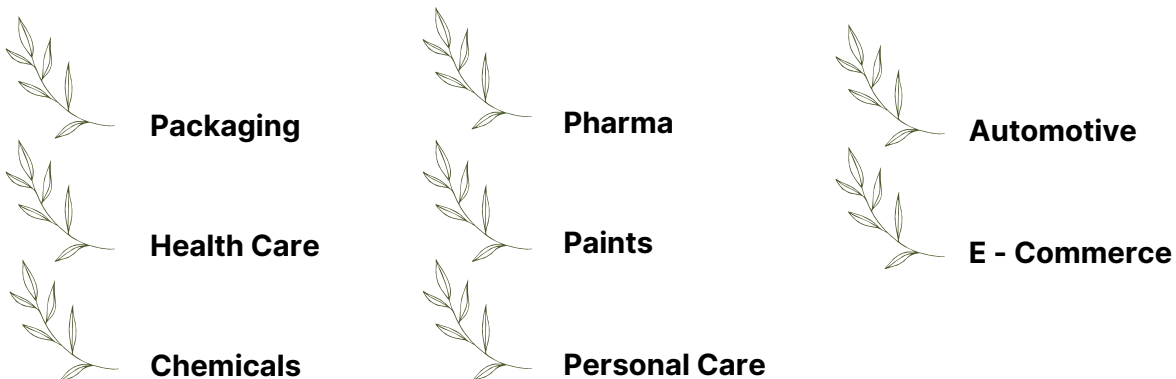 Packaging
Health Care
Chemicals
Pharma
Paints
Personal Care
Automotive
E - Commerce